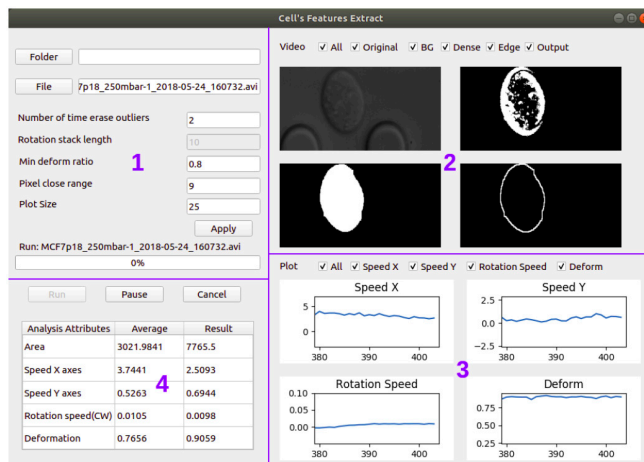 Cell's Features Extract
Folder
File 7p18_250mbar-1_2018-05-24_160732.avi
Number of time erase outliers 2
Rotation stack length 10
Min deform ratio 0.8
Pixel close range 9
Plot Size 25
Apply
Run: MCF7p18_250mbar-1_2018-05-24_160732.avi
0%
1
Video All Original BG Dense Edge Output
2
Run Pause Cancel
Analysis Attributes Average Result
Area 3021.9841 7765.5
Speed X axes 3.7441 2.5093
Speed Y axes 0.5263 0.6944
Rotation speed(CW) 0.0105 0.0098
Deformation 0.7656 0.9059
4
Plot All Speed X Speed Y Rotation Speed Deform
Speed X
5
0
380 390 400
Speed Y
2.5
0.0
−2.5
380 390 400
3
Rotation Speed
0.10
0.05
0.00
380 390 400
Deform
0.75
0.50
0.25
380 390 400